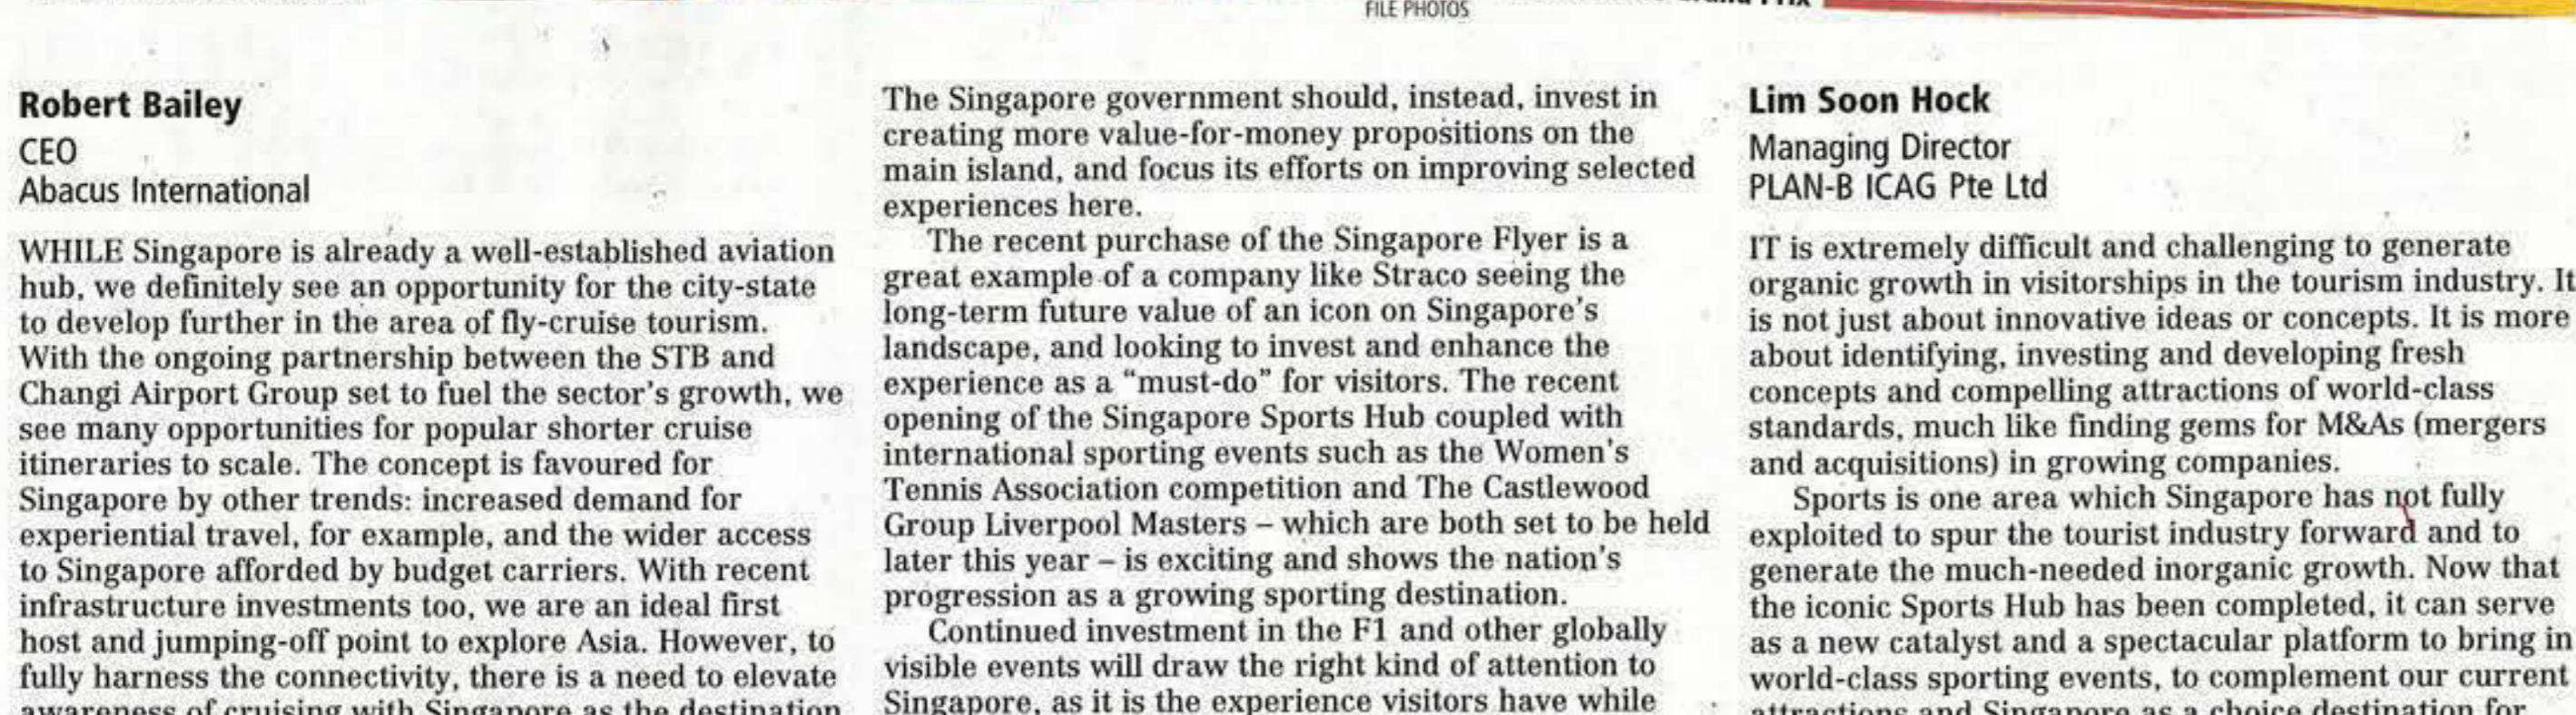 FILE PHOTOS
Robert Bailey
CEO
Abacus International
WHILE Singapore is already a well-established aviation
hub, we definitely see an opportunity for the city-state
to develop further in the area of fly-cruise tourism.
With the ongoing partnership between the STB and
Changi Airport Group set to fuel the sector's growth, we
see many opportunities for popular shorter cruise
itineraries to scale. The concept is favoured for
Singapore by other trends: increased demand for
experiential travel, for example, and the wider access
to Singapore afforded by budget carriers. With recent
infrastructure investments too, we are an ideal first
host and jumping-off point to explore Asia. However, to
fully harness the connectivity, there is a need to elevate
awareness of cruising with Singapore as the destination
The Singapore government should, instead, invest in
creating more value-for-money propositions on the
main island, and focus its efforts on improving selected
experiences here.
The recent purchase of the Singapore Flyer is a
great example of a company like Straco seeing the
long-term future value of an icon on Singapore's
landscape, and looking to invest and enhance the
experience as a “must-do” for visitors. The recent
opening of the Singapore Sports Hub coupled with
international sporting events such as the Women's
Tennis Association competition and The Castlewood
Group Liverpool Masters – which are both set to be held
later this year – is exciting and shows the nation's
progression as a growing sporting destination.
Continued investment in the F1 and other globally
visible events will draw the right kind of attention to
Singapore, as it is the experience visitors have while
Lim Soon Hock
Managing Director
PLAN-B ICAG Pte Ltd
IT is extremely difficult and challenging to generate
organic growth in visitorships in the tourism industry. It
is not just about innovative ideas or concepts. It is more
about identifying, investing and developing fresh
concepts and compelling attractions of world-class
standards, much like finding gems for M&As (mergers
and acquisitions) in growing companies.
Sports is one area which Singapore has not fully
exploited to spur the tourist industry forward and to
generate the much-needed inorganic growth. Now that
the iconic Sports Hub has been completed, it can serve
as a new catalyst and a spectacular platform to bring in
world-class sporting events, to complement our current
attractions and Singapore as a choice destination for